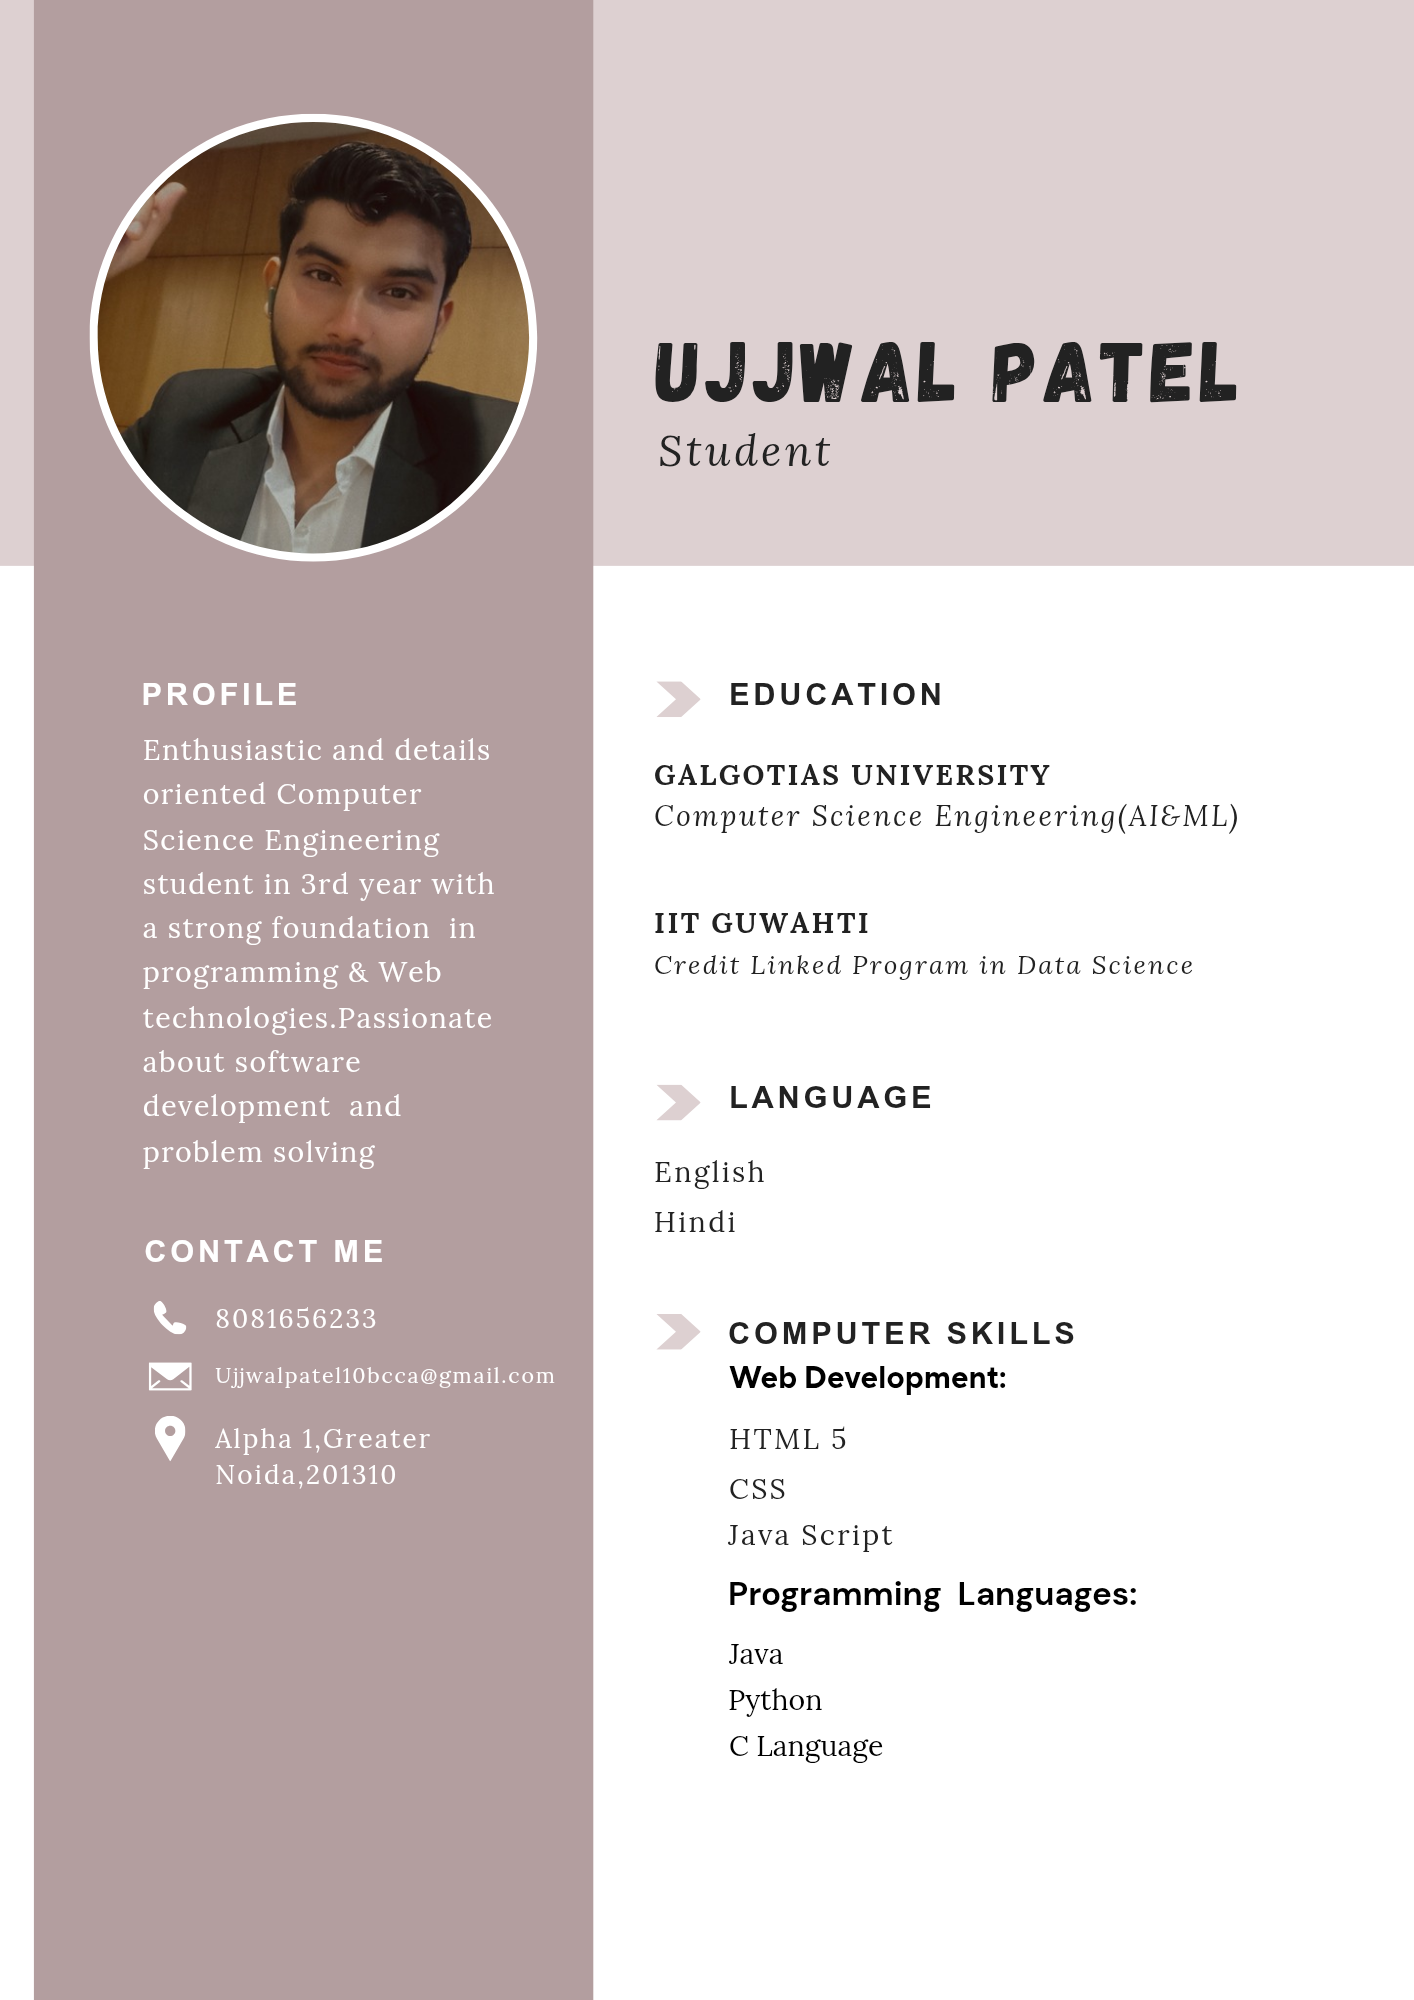 UJJWAL PATEL
Student
PROFILE
Enthusiastic and details
oriented Computer
Science Engineering
student in 3rd year with
a strong foundation  in
programming & Web
technologies.Passionate
about software
development  and
problem solving
CONTACT ME
8081656233
Ujjwalpatel10bcca@gmail.com
Alpha 1,Greater
Noida,201310
EDUCATION
GALGOTIAS UNIVERSITY
Computer Science Engineering(AI&ML)
IIT GUWAHTI
Credit Linked Program in Data Science
LANGUAGE
English
Hindi
COMPUTER SKILLS
Web Development:
HTML 5
CSS
Java Script
Programming  Languages:
Java
Python
C Language